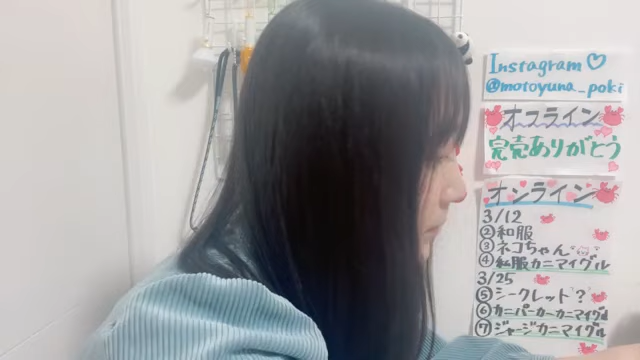 Instagram♡
@motoyuna_poki
オフライン
完売ありがとう
オンライン
3/12
②和服
③ネコちゃん
④私服カニマイグル
3/25
⑤シークレット?
⑥カニパーカーカニマイグル
⑦ジャージカニマイグル